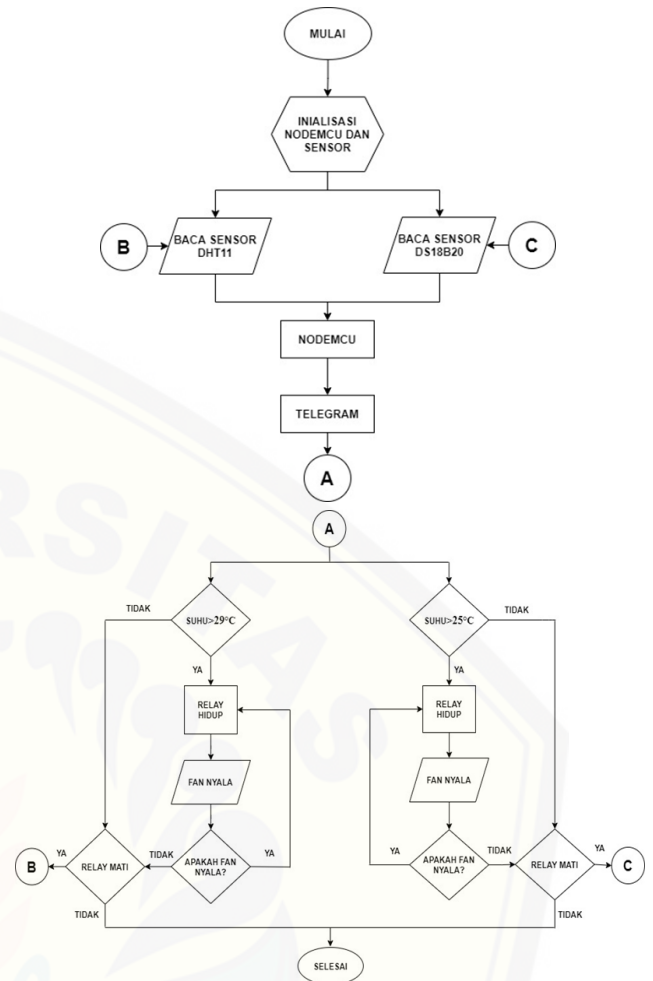 MULAI
INIALISASI
NODEMCU DAN
SENSOR
B
BACA SENSOR
DHT11
BACA SENSOR
DS18B20
C
NODEMCU
TELEGRAM
A
A
TIDAK
SUHU>29°C
SUHU>25°C
TIDAK
YA
YA
RELAY
HIDUP
RELAY
HIDUP
FAN NYALA
FAN NYALA
B
YA
RELAY MATI
TIDAK
APAKAH FAN
NYALA?
YA
YA
APAKAH FAN
NYALA?
TIDAK
RELAY MATI
YA
C
TIDAK
TIDAK
SELESAI
ERSITAS